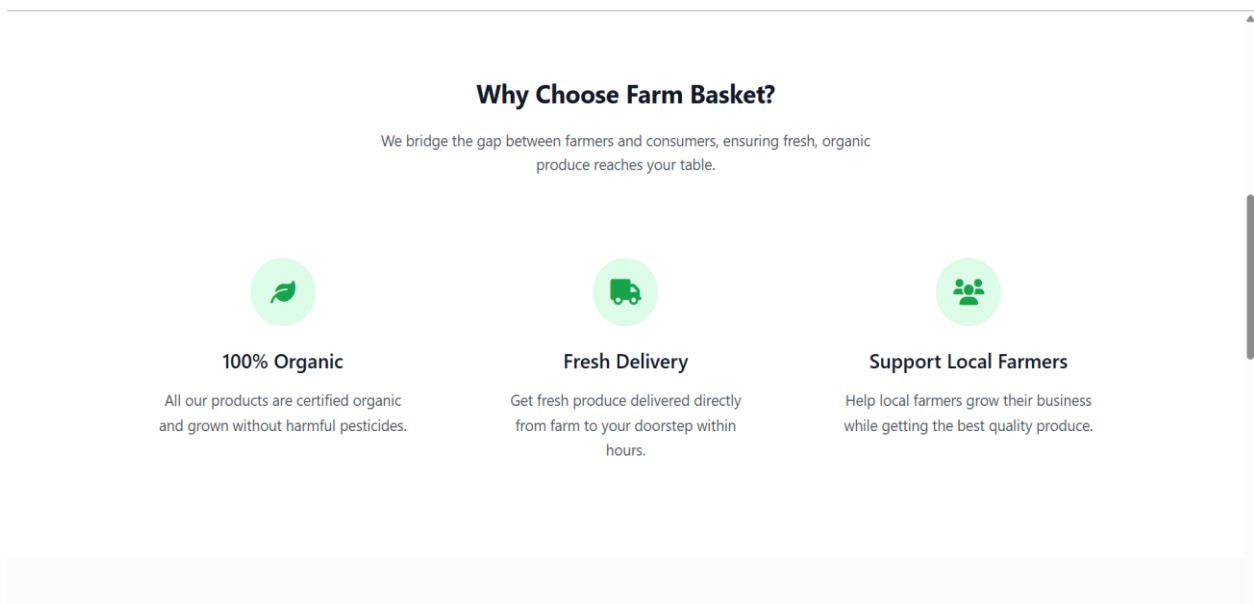 Why Choose Farm Basket?
We bridge the gap between farmers and consumers, ensuring fresh, organic
produce reaches your table.
100% Organic
All our products are certified organic
and grown without harmful pesticides.
Fresh Delivery
Get fresh produce delivered directly
from farm to your doorstep within
hours.
Support Local Farmers
Help local farmers grow their business
while getting the best quality produce.